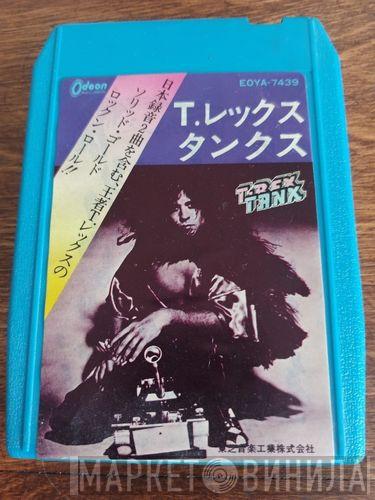 Odeon
EOYA-7439
T.レックス
タンクス
日本録音2曲を含む、王者T.レックスの
ソリッド・ゴールド
ロックン・ロール!!
T.REX
TANX
東芝音楽工業株式会社
МАРКЕТ ВИНИЛА